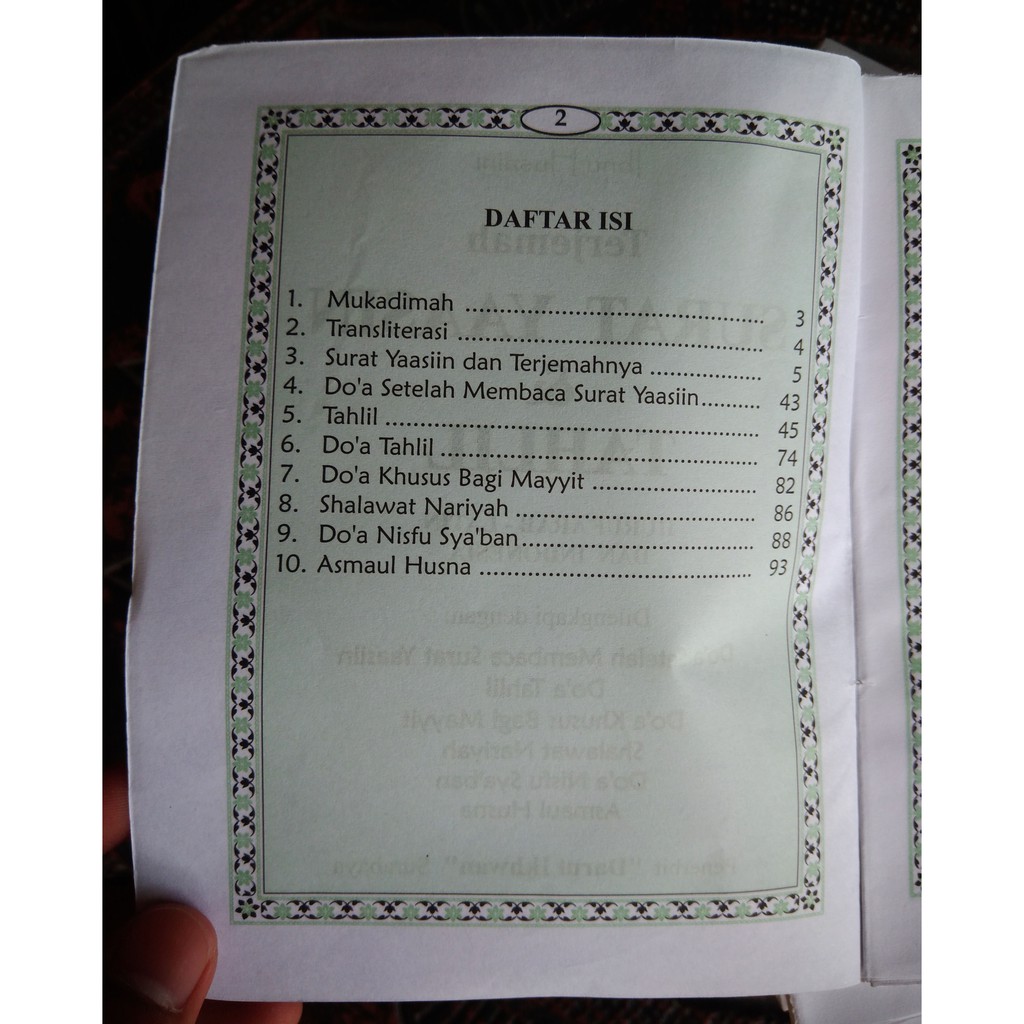 2
DAFTAR ISI
1. Mukadimah ........ 3
2. Transliterasi ........ 4
3. Surat Yaasiin dan Terjemahnya ........ 5
4. Do'a Setelah Membaca Surat Yaasiin ........ 43
5. Tahlil ........ 45
6. Do'a Tahlil ........ 74
7. Do'a Khusus Bagi Mayyit ........ 82
8. Shalawat Nariyah ........ 86
9. Do'a Nisfu Sya'ban ........ 88
10. Asmaul Husna ........ 93